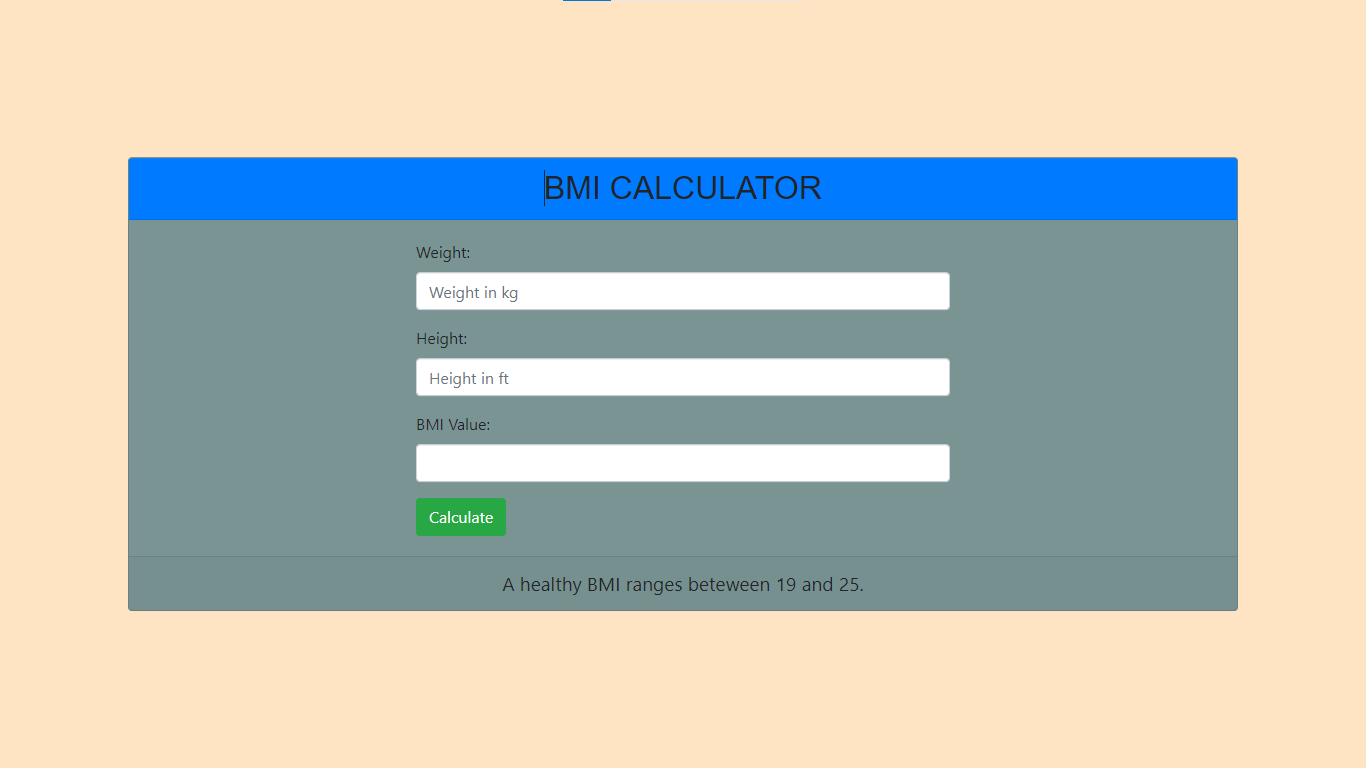 BMI CALCULATOR
Weight:
Weight in kg
Height:
Height in ft
BMI Value:
Calculate
A healthy BMI ranges beteween 19 and 25.